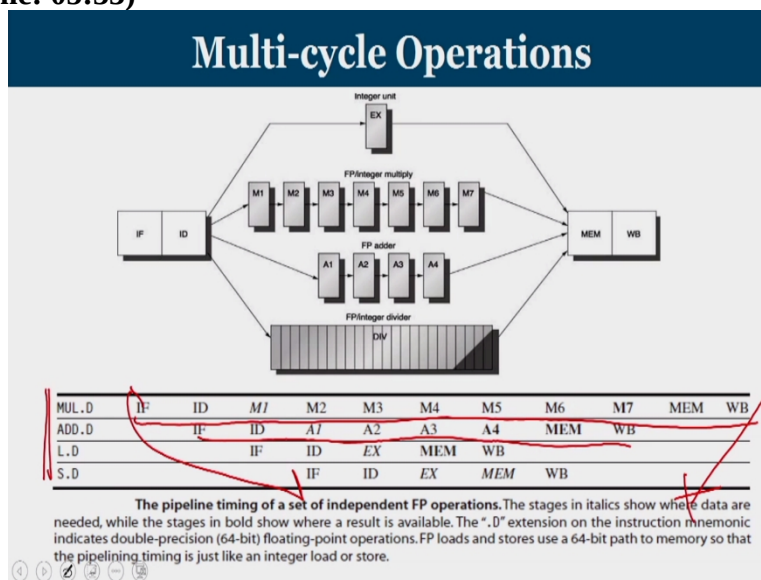 ne: 05:55)
Multi-cycle Operations
Integer unit
EX
FP/integer multiply
M1 M2 M3 M4 M5 M6 M7
IF ID
MEM WB
FP adder
A1 A2 A3 A4
FP/integer divider
DIV
MUL.D IF ID M1 M2 M3 M4 M5 M6 M7 MEM WB
ADD.D IF ID A1 A2 A3 A4 MEM WB
L.D IF ID EX MEM WB
S.D IF ID EX MEM WB
The pipeline timing of a set of independent FP operations. The stages in italics show where data are
needed, while the stages in bold show where a result is available. The ".D" extension on the instruction mnemonic
indicates double-precision (64-bit) floating-point operations. FP loads and stores use a 64-bit path to memory so that
the pipelining timing is just like an integer load or store.